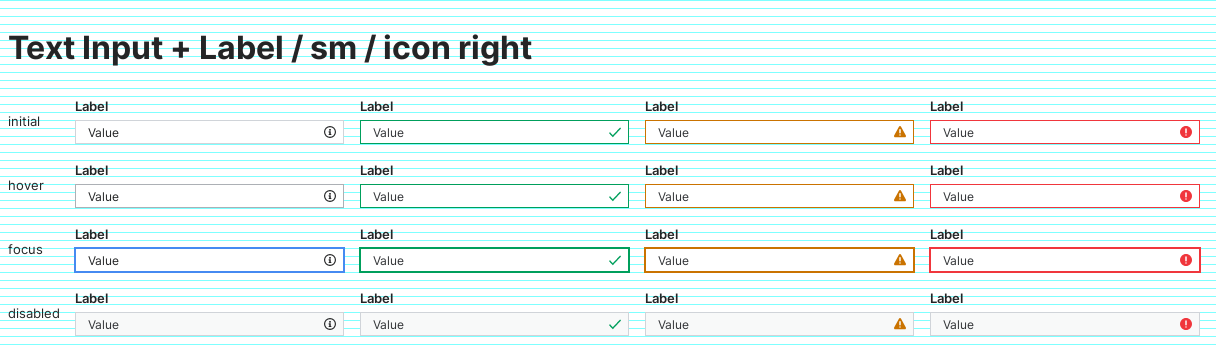 Text Input + Label / sm / icon right
Label Label Label Label
initial Value Value Value Value
Label Label Label Label
hover Value Value Value Value
Label Label Label Label
focus Value Value Value Value
Label Label Label Label
disabled Value Value Value Value